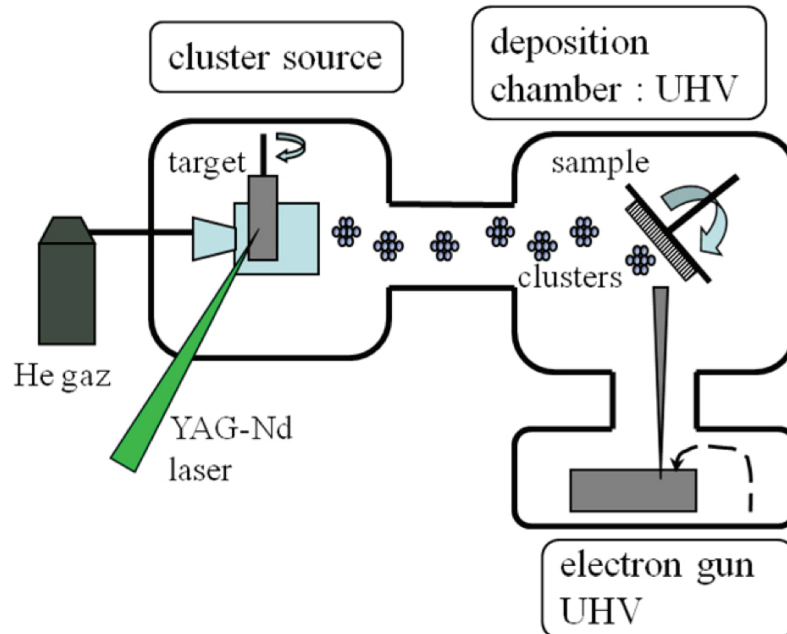 cluster source
deposition
chamber : UHV
target
sample
clusters
He gaz
YAG-Nd
laser
electron gun
UHV